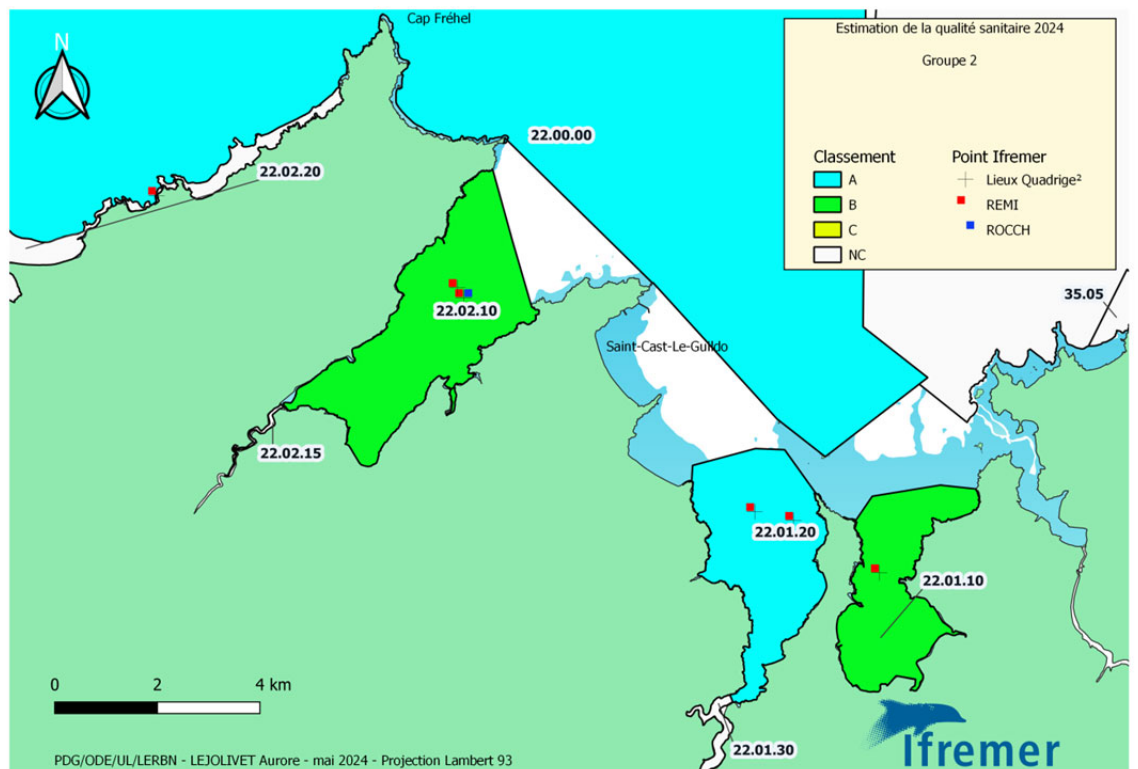 Cap Fréhel
Estimation de la qualité sanitaire 2024
Groupe 2
N
22.00.00
22.02.20
Classement
Point Ifremer
A
Lieux Quadrige²
B
REMI
C
ROCCH
NC
35.05
22.02.10
Saint-Cast-Le-Guildo
22.02.15
22.01.20
22.01.10
0 2 4 km
22.01.30
Ifremer
PDG/ODE/UL/LERBN - LEJOLIVET Aurore - mai 2024 - Projection Lambert 93